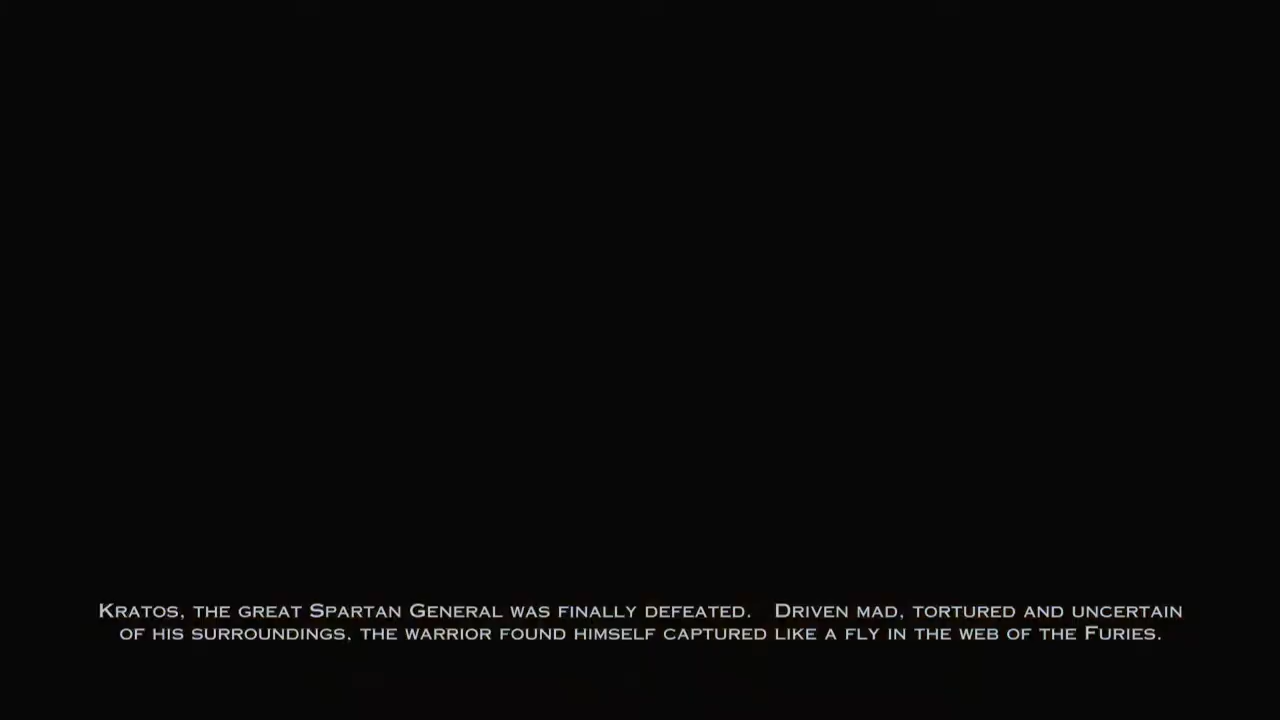 Kratos, the great Spartan General was finally defeated.   Driven mad, tortured and uncertain
of his surroundings, the warrior found himself captured like a fly in the web of the Furies.